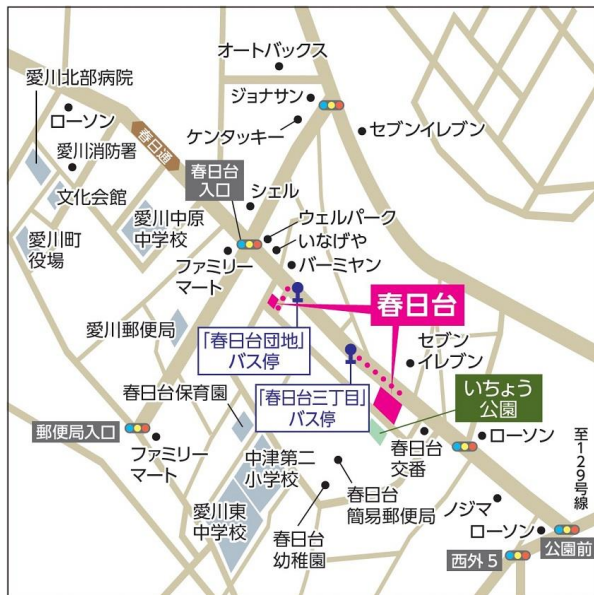 オートバックス
愛川北部病院
ジョナサン
ローソン
ケンタッキー
セブンイレブン
春日通
愛川消防署
春日台
入口
シェル
文化会館
愛川中原
中学校
ウェルパーク
いなげや
愛川町
役場
ファミリー
マート
バーミヤン
春日台
愛川郵便局
「春日台団地」
バス停
セブン
イレブン
「春日台三丁目」
バス停
いちょう
公園
春日台保育園
郵便局入口
ファミリー
マート
中津第二
小学校
春日台
交番
ローソン
至129号線
愛川東
中学校
春日台
幼稚園
春日台
簡易郵便局
ノジマ
ローソン
公園前
西外5